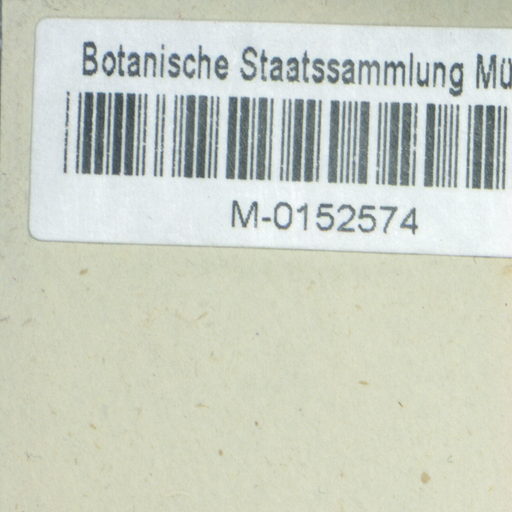 Botanische Staatssammlung Mü
M-0152574